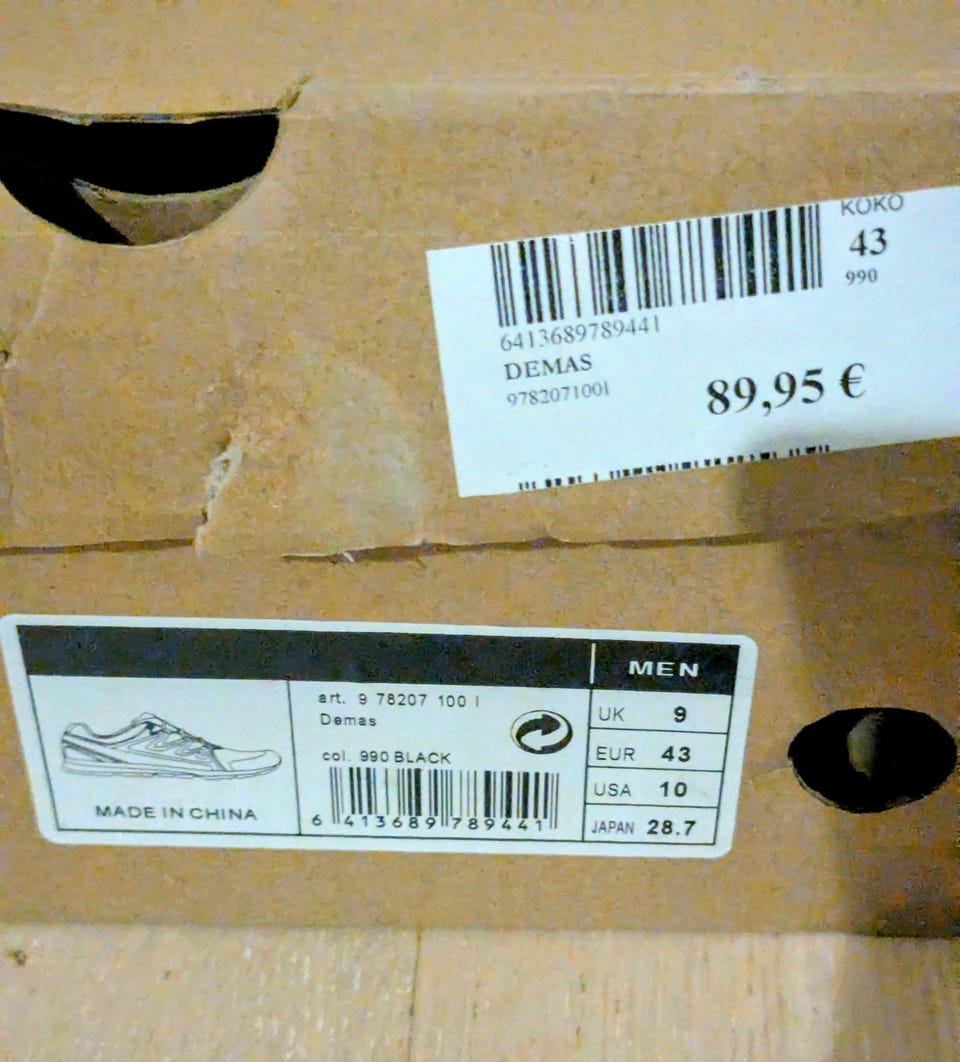 KOKO
43
990
6413689789441
DEMAS
9782071001
89,95 €
MEN
art. 9 78207 100 1
Demas
col. 990 BLACK
6 413689 789441
MADE IN CHINA
UK 9
EUR 43
USA 10
JAPAN 28.7